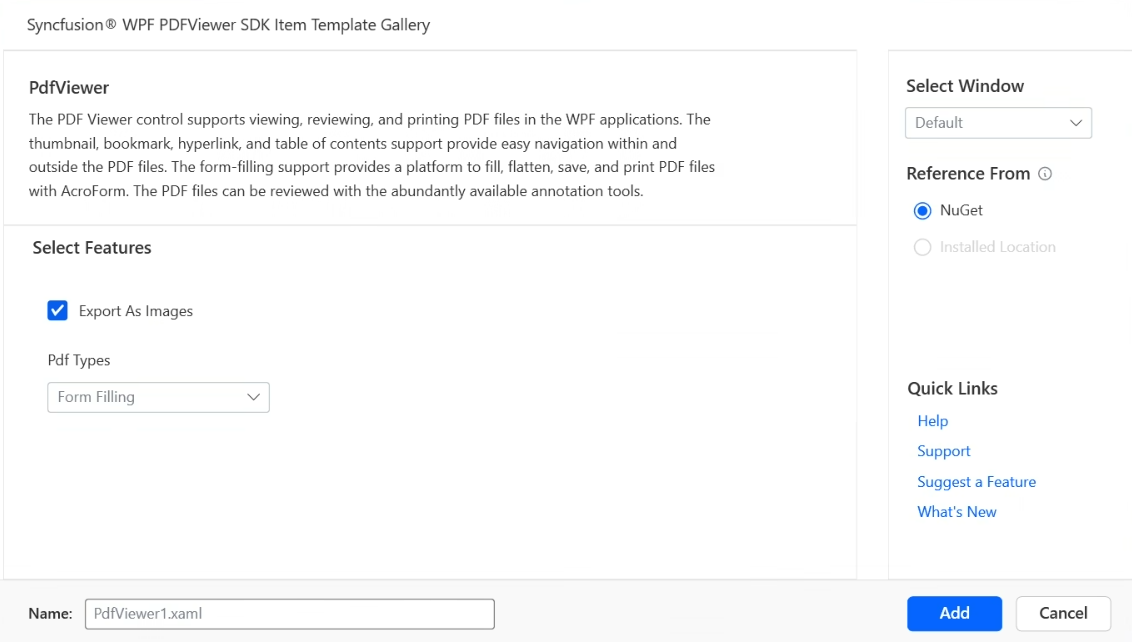 Syncfusion® WPF PDFViewer SDK Item Template Gallery
PdfViewer
The PDF Viewer control supports viewing, reviewing, and printing PDF files in the WPF applications. The
thumbnail, bookmark, hyperlink, and table of contents support provide easy navigation within and
outside the PDF files. The form-filling support provides a platform to fill, flatten, save, and print PDF files
with AcroForm. The PDF files can be reviewed with the abundantly available annotation tools.
Select Features
Export As Images
Pdf Types
Form Filling
Select Window
Default
Reference From
NuGet
Installed Location
Quick Links
Help
Support
Suggest a Feature
What's New
Name:
PdfViewer1.xaml
Add
Cancel